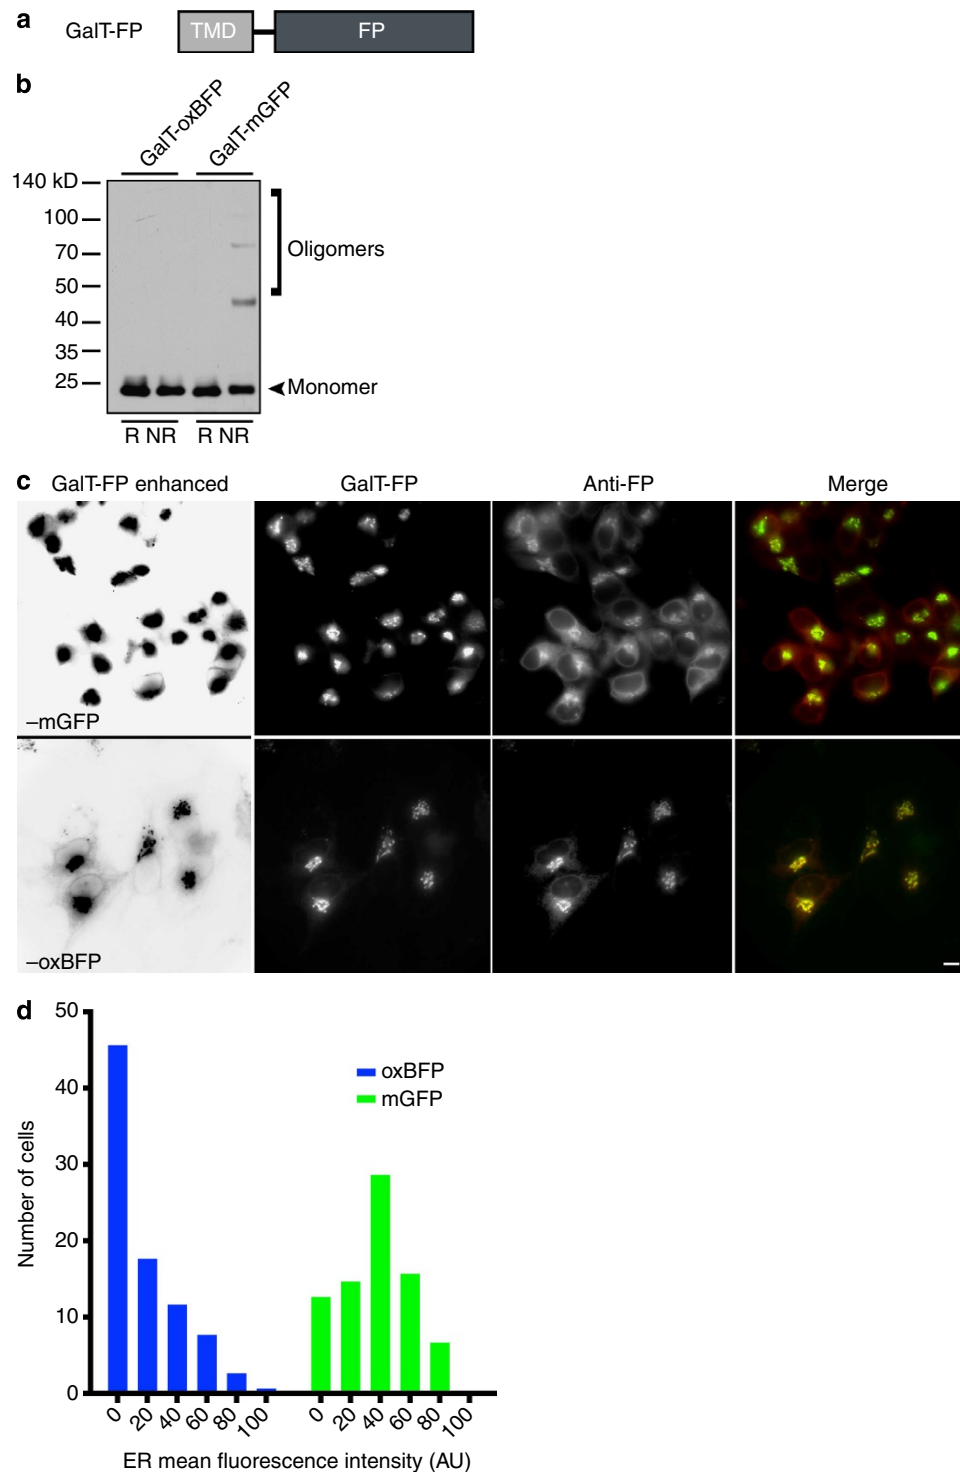 a
GalT-FP
TMD
FP
b
GalT-oxBFP
GalT-mGFP
140 kD
100
70
50
40
35
25
Oligomers
Monomer
R NR
R NR
c
GalT-FP enhanced
GalT-FP
Anti-FP
Merge
–mGFP
–oxBFP
d
50
40
30
20
10
0
Number of cells
oxBFP
mGFP
0 20 40 60 80 100
0 20 40 60 80 100
ER mean fluorescence intensity (AU)